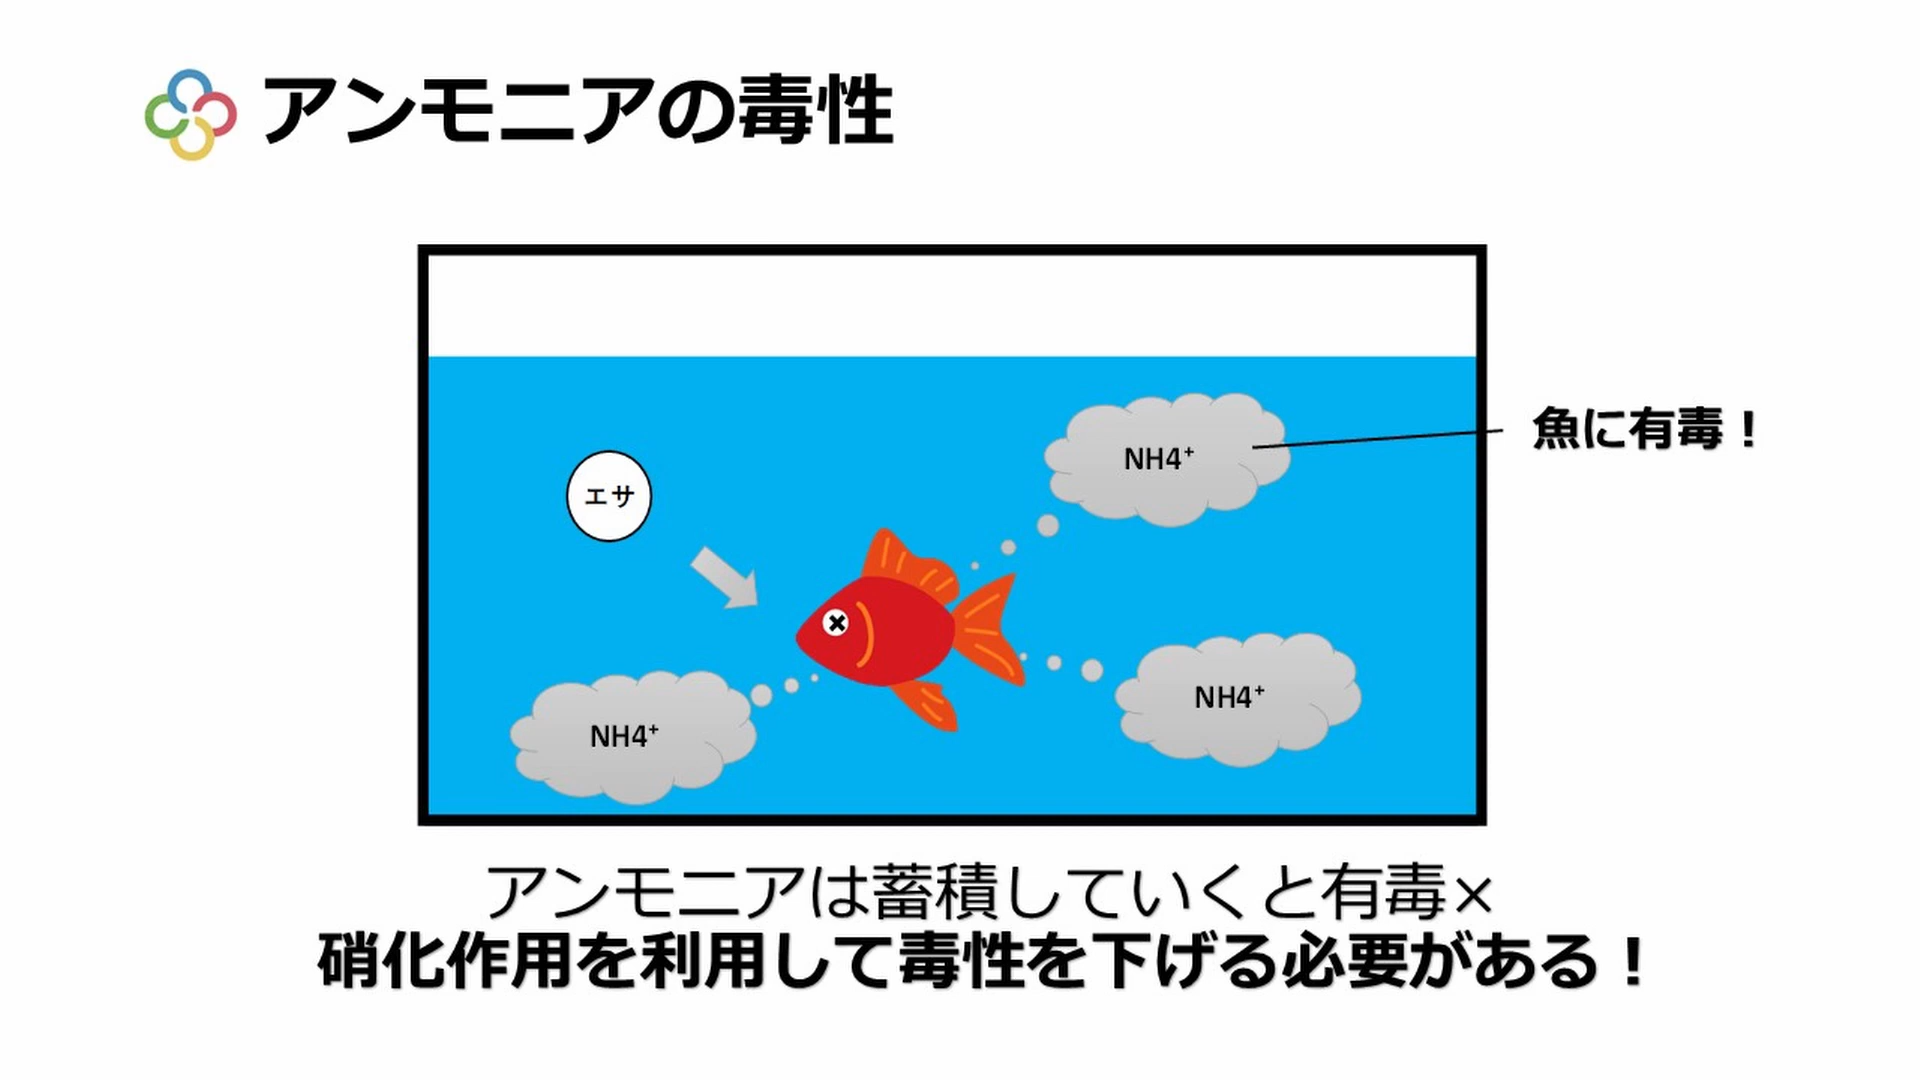 アンモニアの毒性
NH4⁺
魚に有毒！
エサ
NH4⁺
NH4⁺
アンモニアは蓄積していくと有毒×
硝化作用を利用して毒性を下げる必要がある！